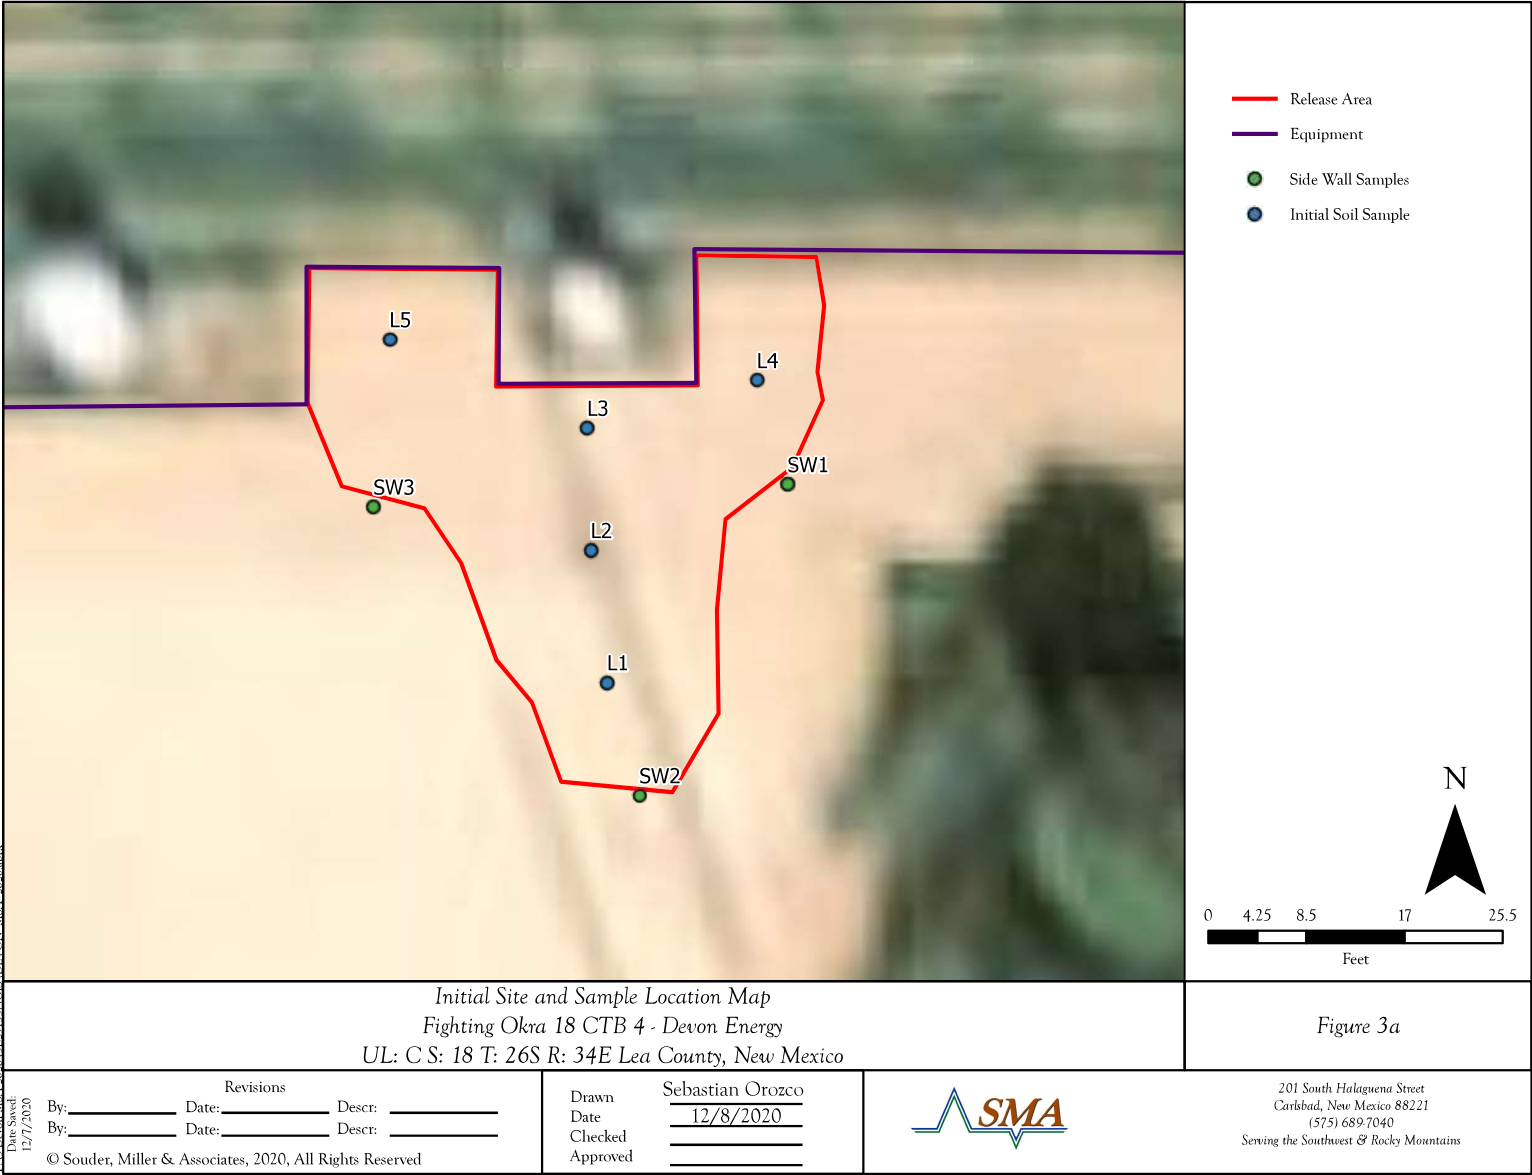 Release Area
Equipment
Side Wall Samples
Initial Soil Sample
L5
L4
L3
SW1
SW3
L2
L1
SW2
N
0 4.25 8.5 17 25.5
Feet
Initial Site and Sample Location Map
Fighting Okra 18 CTB 4 - Devon Energy
UL: C S: 18 T: 26S R: 34E Lea County, New Mexico
Figure 3a
Date Saved:
12/7/2020
Revisions
By: Date: Descr:
By: Date: Descr:
© Souder, Miller & Associates, 2020, All Rights Reserved
Drawn Sebastian Orozco
Date 12/8/2020
Checked
Approved
SMA
201 South Halaguena Street
Carlsbad, New Mexico 88221
(575) 689-7040
Serving the Southwest & Rocky Mountains